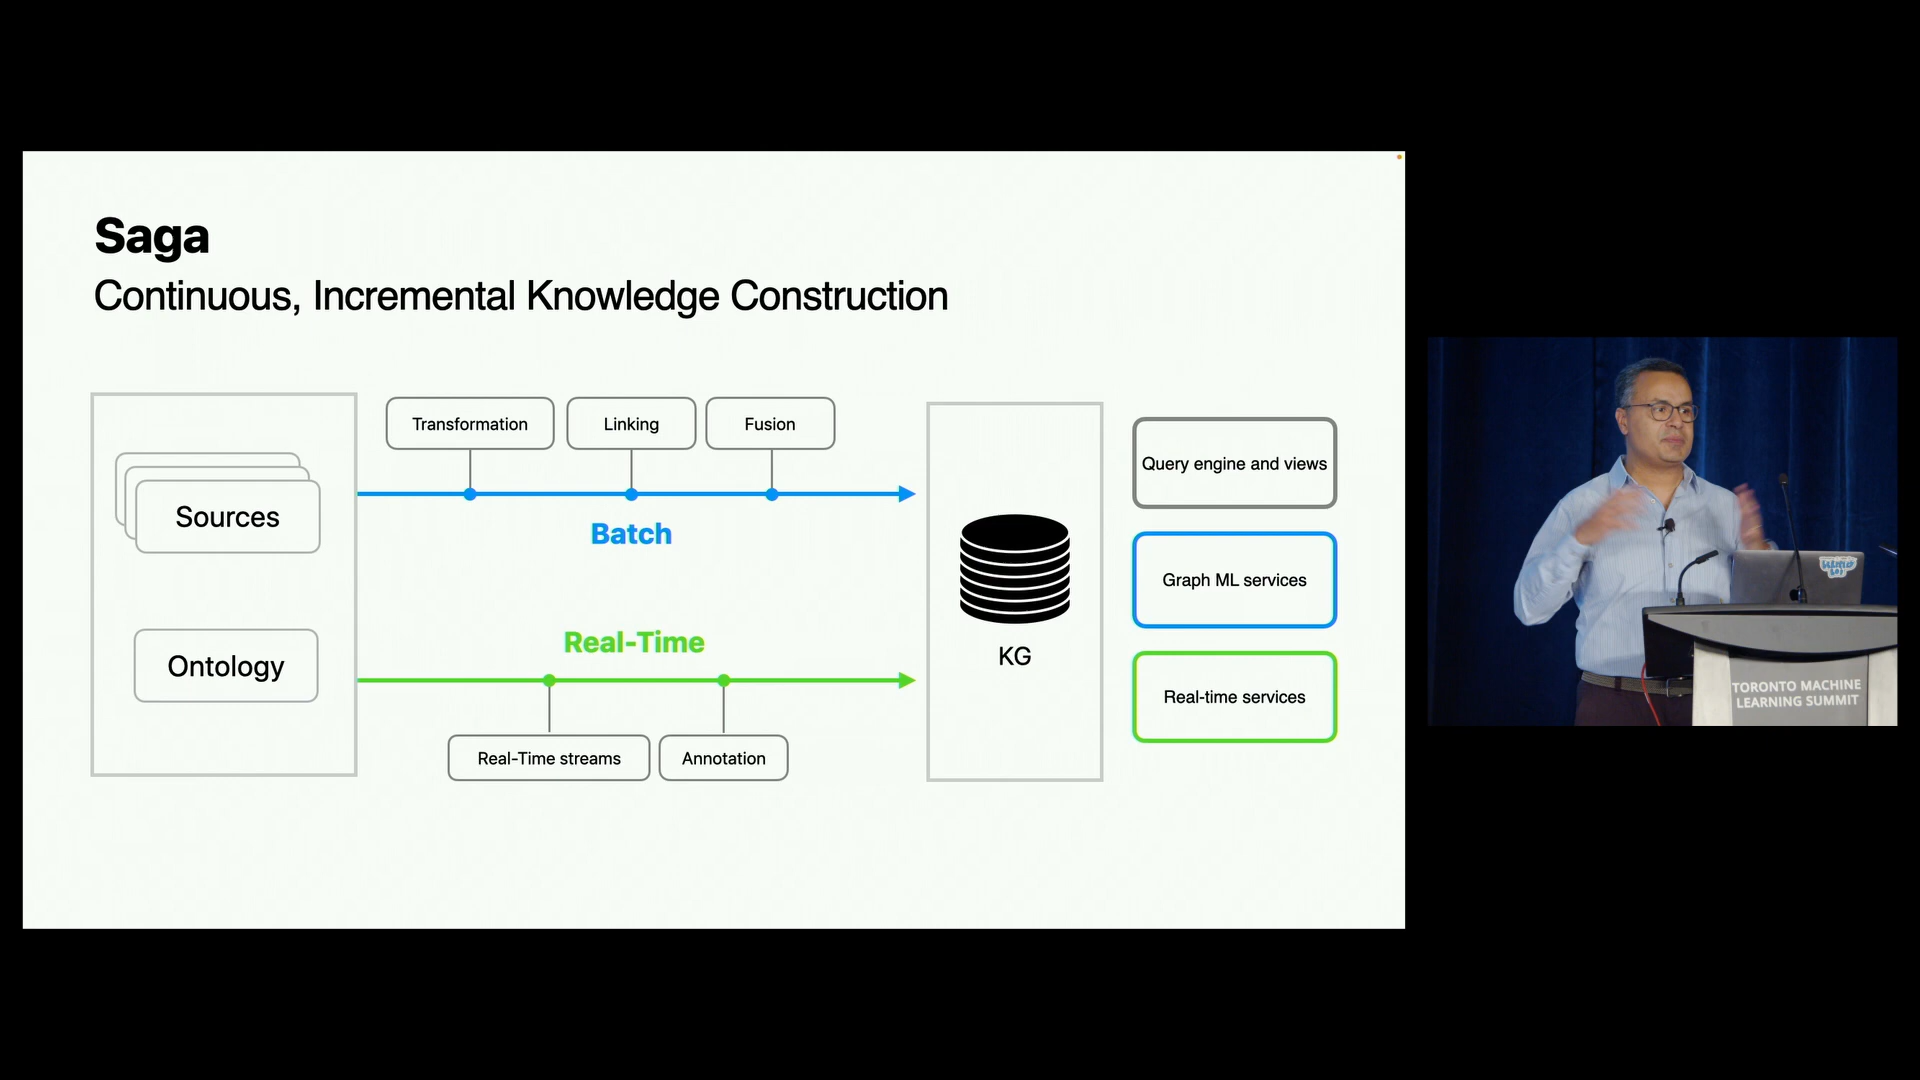 Saga
Continuous, Incremental Knowledge Construction
Sources
Ontology
Transformation
Linking
Fusion
Batch
Real-Time
Real-Time streams
Annotation
KG
Query engine and views
Graph ML services
Real-time services
TORONTO MACHINE
LEARNING SUMMIT